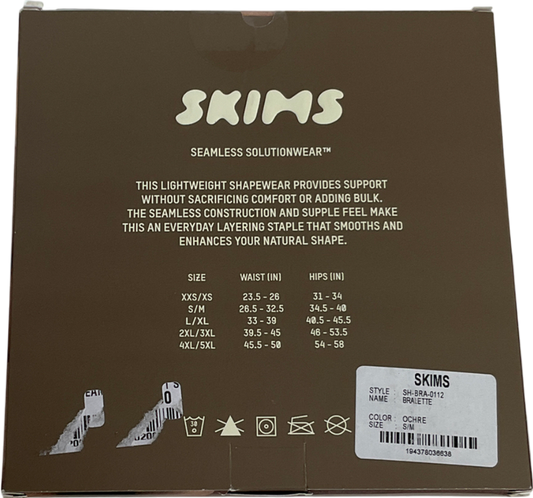 SKIMS
SEAMLESS SOLUTIONWEAR™
THIS LIGHTWEIGHT SHAPEWEAR PROVIDES SUPPORT
WITHOUT SACRIFICING COMFORT OR ADDING BULK.
THE SEAMLESS CONSTRUCTION AND SUPPLE FEEL MAKE
THIS AN EVERYDAY LAYERING STAPLE THAT SMOOTHS AND
ENHANCES YOUR NATURAL SHAPE.
SIZE WAIST (IN) HIPS (IN)
XXS/XS 23.5 - 26 31 - 34
S/M 26.5 - 32.5 34.5 - 40
L/XL 33 - 39 40.5 - 45.5
2XL/3XL 39.5 - 45 46 - 53.5
4XL/5XL 45.5 - 50 54 - 58
SKIMS
STYLE : SH-BRA-0112
NAME : BRALETTE
COLOR : OCHRE
SIZE : S/M
194378036638
30